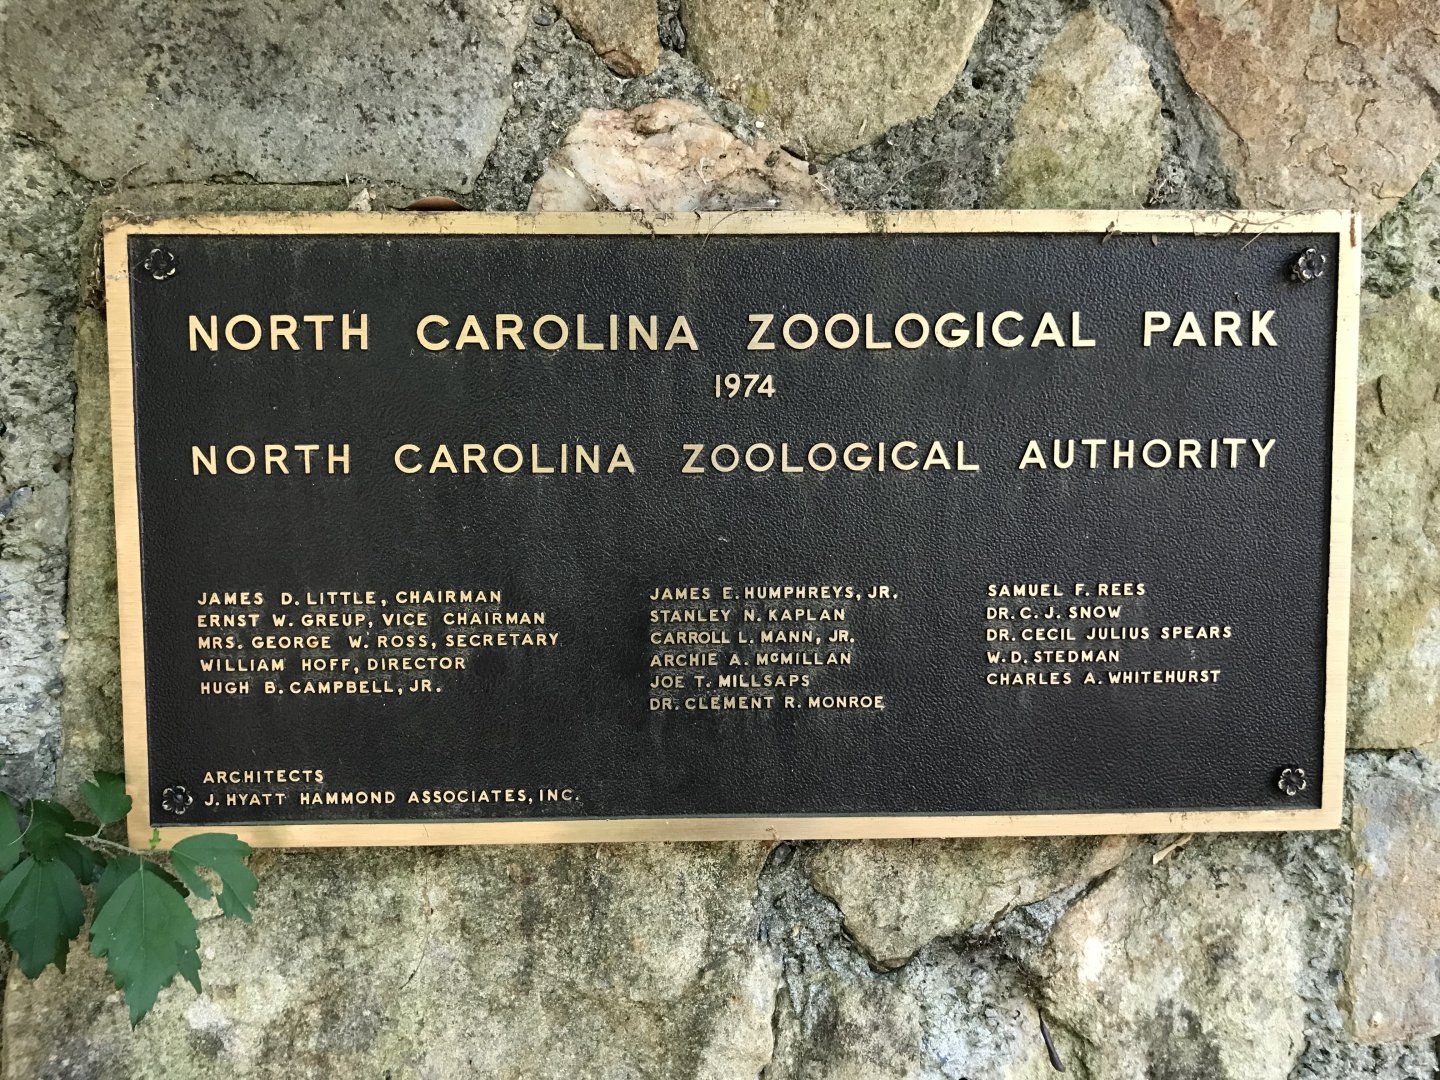 NORTH CAROLINA ZOOLOGICAL PARK
1974
NORTH CAROLINA ZOOLOGICAL AUTHORITY
JAMES D. LITTLE, CHAIRMAN
ERNST W. GREUP, VICE CHAIRMAN
MRS. GEORGE W. ROSS, SECRETARY
WILLIAM HOFF, DIRECTOR
HUGH B. CAMPBELL, JR.
JAMES E. HUMPHREYS, JR.
STANLEY N. KAPLAN
CARROLL L. MANN, JR.
ARCHIE A. McMILLAN
JOE T. MILLSAPS
DR. CLEMENT R. MONROE
SAMUEL F. REES
DR. C. J. SNOW
DR. CECIL JULIUS SPEARS
W. D. STEDMAN
CHARLES A. WHITEHURST
ARCHITECTS
J. HYATT HAMMOND ASSOCIATES, INC.